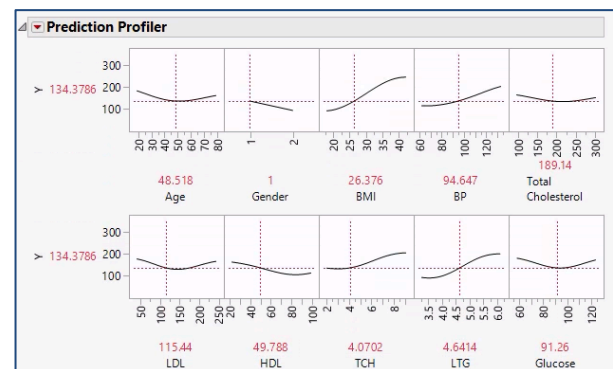 Prediction Profiler
Y 134.3786
300
200
100
20 30 40 50 60 70 80
1 2
20 25 30 35 40
60 80 100 120
100 150 200 250 300
48.518 1 26.376 94.647 189.14
Age Gender BMI BP Total
Cholesterol
Y 134.3786
300
200
100
50 100 150 200 250
20 40 60 80 100
2 4 6 8
3.5 4.0 4.5 5.0 5.5 6.0
60 80 100 120
115.44 49.788 4.0702 4.6414 91.26
LDL HDL TCH LTG Glucose